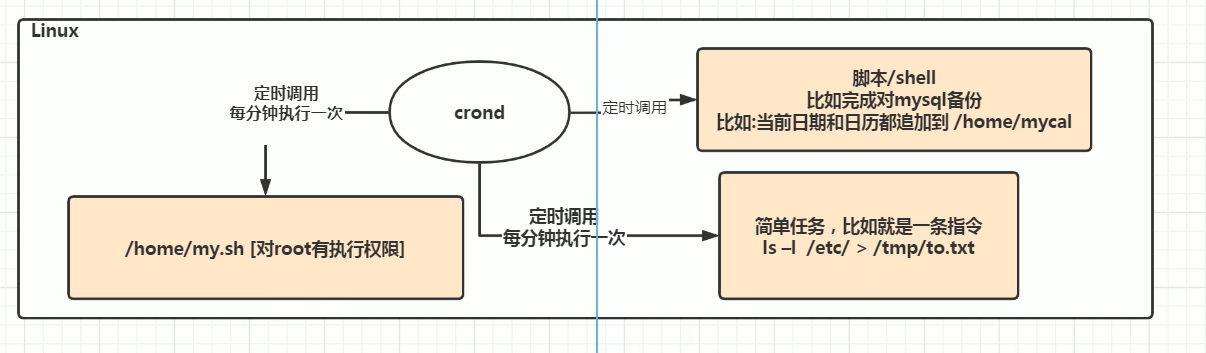 Linux
定时调用
每分钟执行一次
crond
定时调用
脚本/shell
比如完成对mysql备份
比如:当前日期和日历都追加到 /home/mycal
/home/my.sh [对root有执行权限]
定时调用
每分钟执行一次
简单任务，比如就是一条指令
ls –l /etc/ > /tmp/to.txt